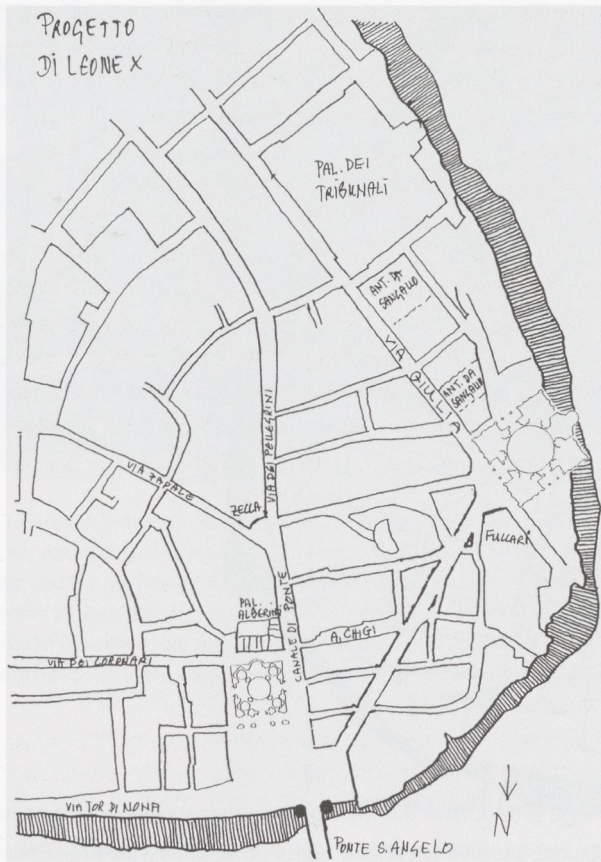 PROGETTO
DI LEONE X
PAL. DEI
TRIBUNALI
ANT. DA
SANGALLO
VIA GIULIA
ANT. DA
SANGALLO
VIA DEI PELLEGRINI
VIA PAPALE
ZECCA
FUCCARI
PAL.
ALBERINI
CANALE DI PONTE
A. CHIGI
VIA DEI CORONARI
VIA TOR DI NONA
N
PONTE S. ANGELO